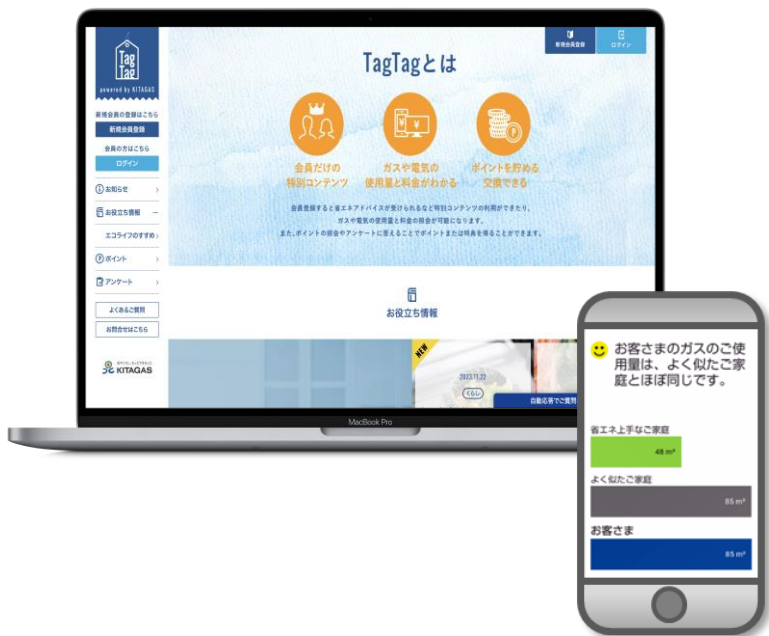 Tag
Tag
powered by KITAGAS
新規会員の登録はこちら
新規会員登録
会員の方はこちら
ログイン
お知らせ
お役立ち情報
エコライフのすすめ
ポイント
アンケート
よくあるご質問
お問合せはこちら
KITAGAS
新規会員登録
ログイン
TagTagとは
会員だけの
特別コンテンツ
ガスや電気の
使用量と料金がわかる
ポイントを貯める
交換できる
会員登録すると省エネアドバイスが受けられるなど特別コンテンツの利用ができたり、
ガスや電気の使用量と料金の照会が可能になります。
また、ポイントの照会やアンケートに答えることでポイントまたは特典を得ることができます。
お役立ち情報
NEW
2023.11.22
くらし
自動応答でご質問
MacBook Pro
お客さまのガスのご使
用量は、よく似たご家
庭とほぼ同じです。
省エネ上手なご家庭
48 m³
よく似たご家庭
85 m³
お客さま
85 m³